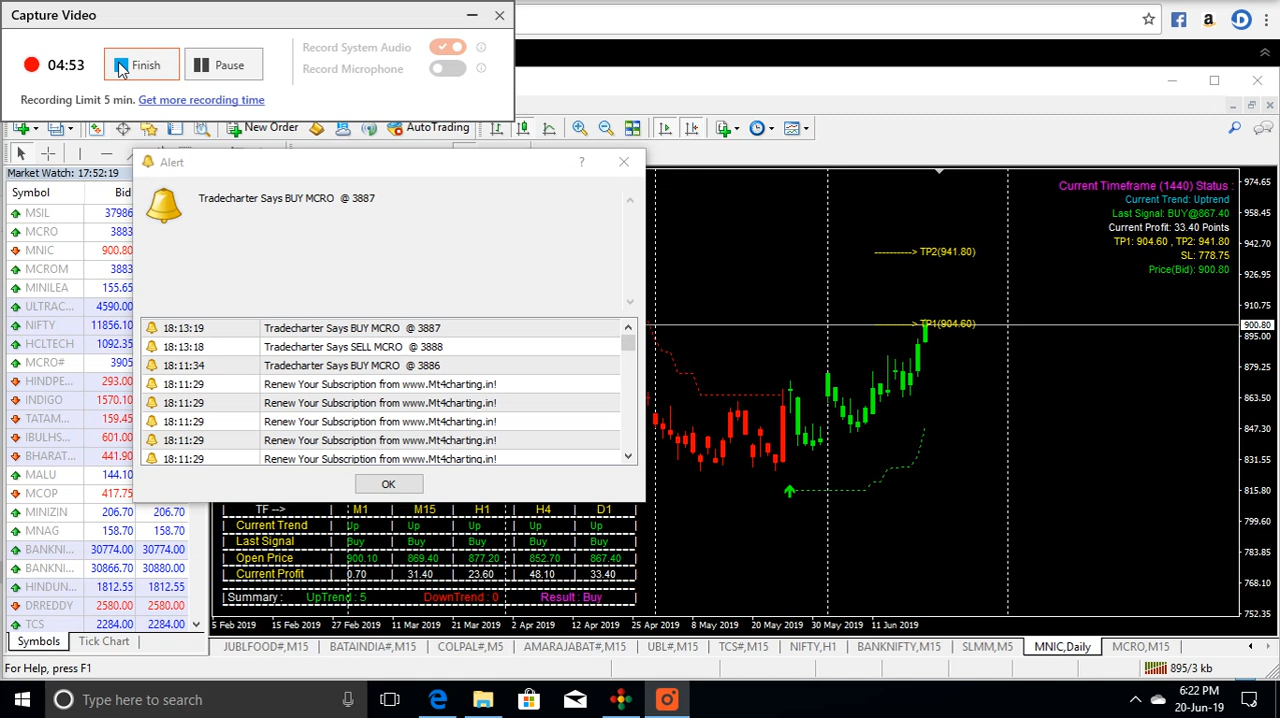 Capture Video
04:53
Finish
Pause
Record System Audio
Record Microphone
Recording Limit 5 min. Get more recording time
New Order
AutoTrading
Market Watch: 17:52:19
Symbol Bid
MSIL 37986
MCRO 3883
MNIC 900.80
MCROM 3883
MINILEA 155.65
ULTRAC... 4590.00
NIFTY 11856.10
HCLTECH 1092.35
MCRO# 3905
HINDPE... 293.00
INDIGO 1570.10
TATAM... 159.45
IBULHS... 601.00
BHARAT... 441.90
MALU 144.10
MCOP 417.75
MINIZIN 206.70 206.70
MNAG 158.70 158.70
BANKNI... 30774.00 30774.00
BANKNI... 30866.70 30880.00
HINDUN... 1812.55 1812.55
DRREDDY 2580.00 2580.00
TCS 2284.00 2284.00
Symbols Tick Chart
For Help, press F1
Alert
Tradecharter Says BUY MCRO @ 3887
18:13:19 Tradecharter Says BUY MCRO @ 3887
18:13:18 Tradecharter Says SELL MCRO @ 3888
18:11:34 Tradecharter Says BUY MCRO @ 3886
18:11:29 Renew Your Subscription from www.Mt4charting.in!
18:11:29 Renew Your Subscription from www.Mt4charting.in!
18:11:29 Renew Your Subscription from www.Mt4charting.in!
18:11:29 Renew Your Subscription from www.Mt4charting.in!
18:11:29 Renew Your Subscription from www.Mt4charting.in!
OK
Current Timeframe (1440) Status :
Current Trend: Uptrend
Last Signal: BUY@867.40
Current Profit: 33.40 Points
TP1: 904.60 , TP2: 941.80
SL: 778.75
Price(Bid): 900.80
----------> TP2(941.80)
----------> TP1(904.60)
974.65
958.45
942.70
926.95
910.75
900.80
895.00
879.25
863.50
847.30
831.55
815.80
799.60
783.85
768.10
752.35
| TF --> | M1 | M15 | H1 | H4 | D1 |
| Current Trend | Up | Up | Up | Up | Up |
| Last Signal | Buy | Buy | Buy | Buy | Buy |
| Open Price | 900.10 | 869.40 | 877.20 | 852.70 | 867.40 |
| Current Profit | 0.70 | 31.40 | 23.60 | 48.10 | 33.40 |
| Summary : UpTrend : 5 DownTrend : 0 Result : Buy |
5 Feb 2019 15 Feb 2019 27 Feb 2019 11 Mar 2019 21 Mar 2019 2 Apr 2019 12 Apr 2019 25 Apr 2019 8 May 2019 20 May 2019 30 May 2019 11 Jun 2019
JUBLFOOD#,M15 BATAINDIA#,M15 COLPAL#,M5 AMARAJABAT#,M15 UBL#,M15 TCS#,M15 NIFTY,H1 BANKNIFTY,M15 SLMM,M5 MNIC,Daily MCRO,M15
895/3 kb
Type here to search
6:22 PM
20-Jun-19